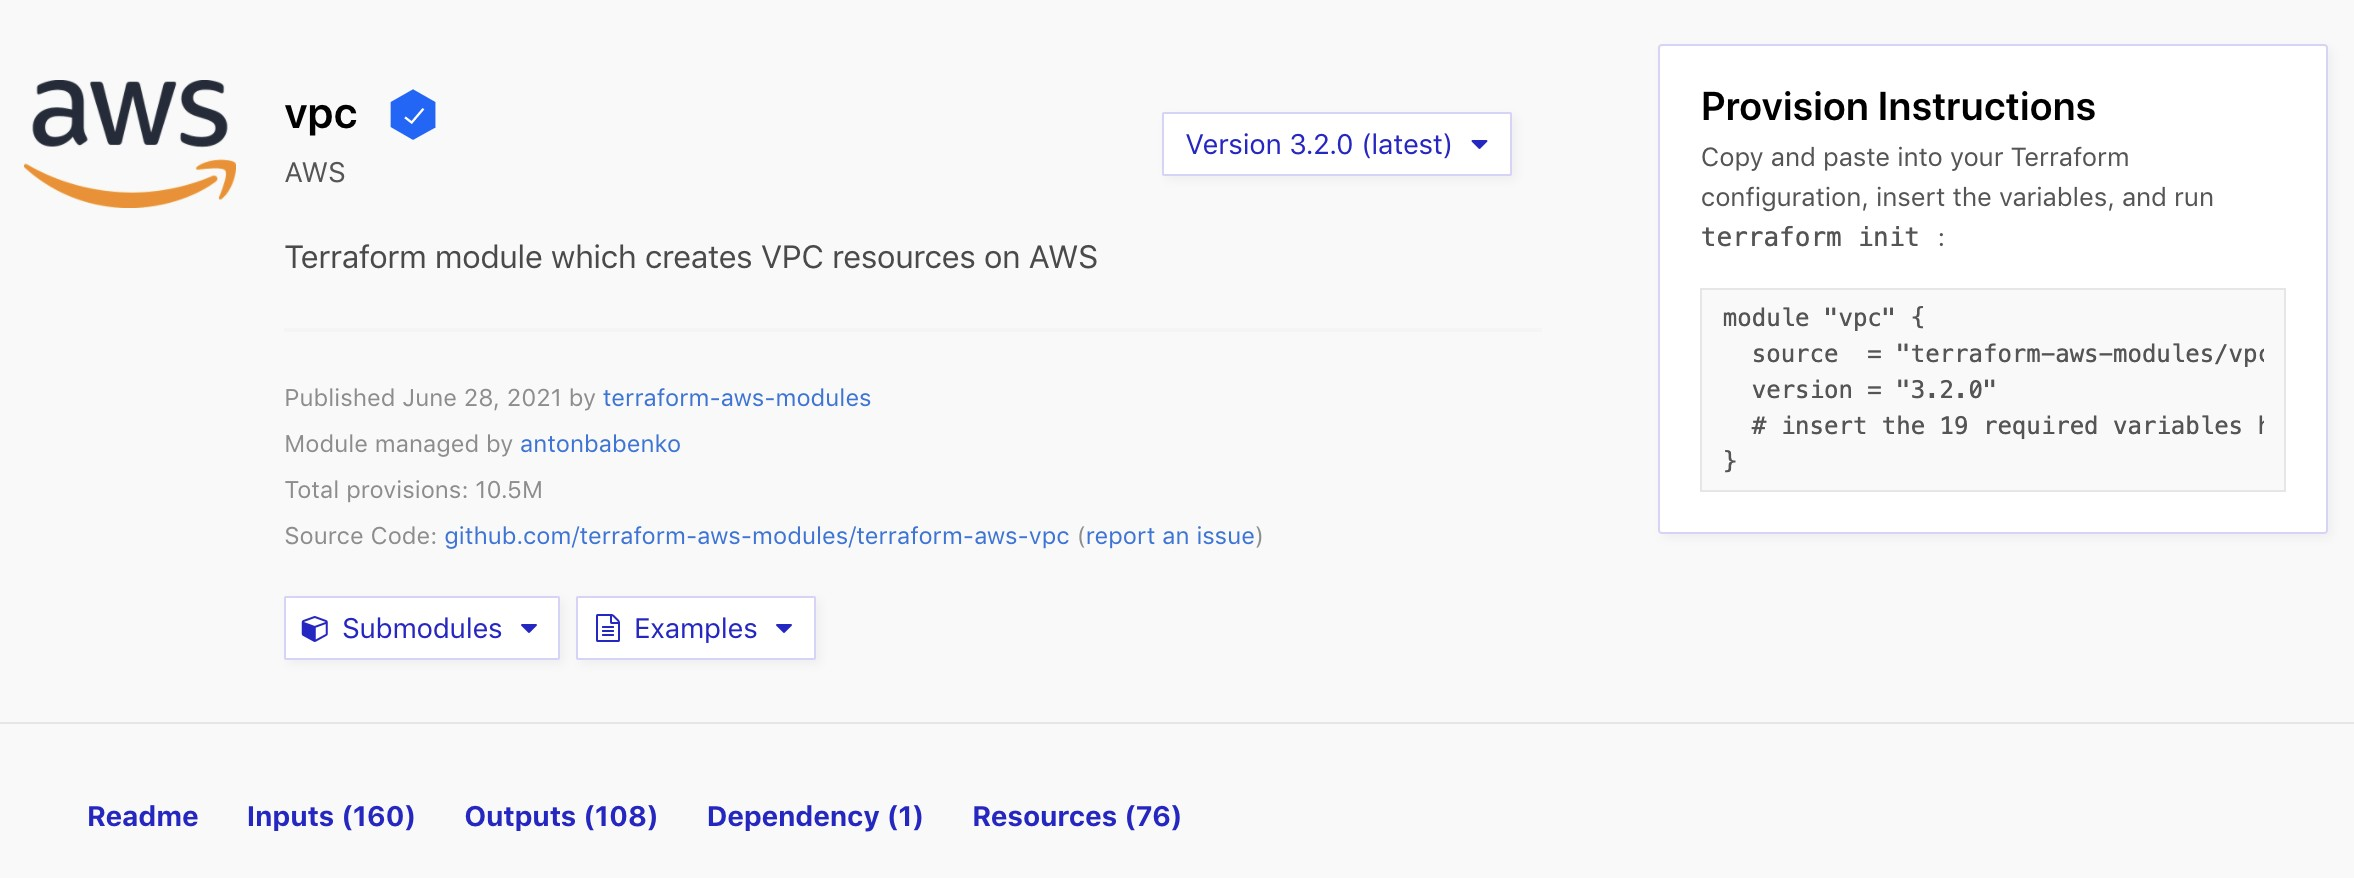 aws
vpc
AWS
Version 3.2.0 (latest)
Terraform module which creates VPC resources on AWS
Published June 28, 2021 by terraform-aws-modules
Module managed by antonbabenko
Total provisions: 10.5M
Source Code: github.com/terraform-aws-modules/terraform-aws-vpc (report an issue)
Submodules
Examples
Provision Instructions
Copy and paste into your Terraform
configuration, insert the variables, and run
terraform init :
module "vpc" {
  source  = "terraform-aws-modules/vpc
  version = "3.2.0"
  # insert the 19 required variables
}
Readme
Inputs (160)
Outputs (108)
Dependency (1)
Resources (76)